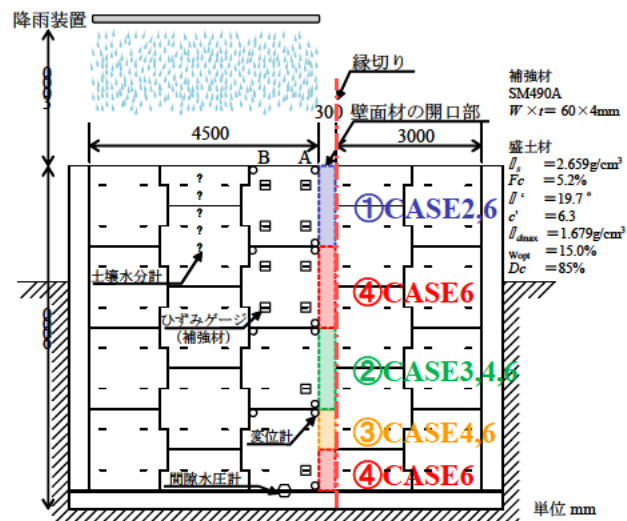 降雨装置
縁切り
300 壁面材の開口部
4500
3000
B
A
①CASE2,6
④CASE6
②CASE3,4,6
③CASE4,6
④CASE6
?
?
?
?
?
土壌水分計
ひずみゲージ
(補強材)
変位計
間隙水圧計
補強材
SM490A
W×t= 60×4mm
盛土材
=2.659g/cm³
Fc =5.2%
=19.7°
c' =6.3
dmax =1.679g/cm³
wopt =15.0%
Dc =85%
単位 mm